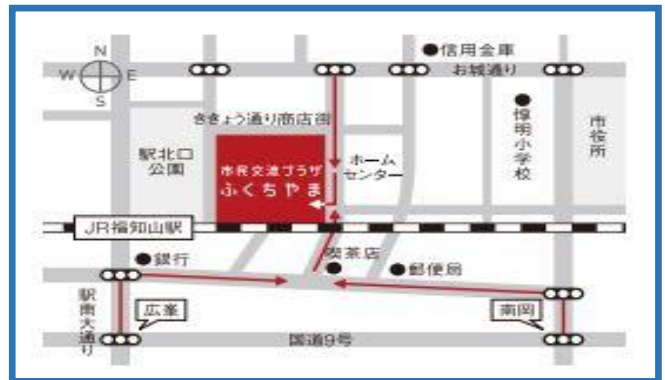 N
W E
S
信用金庫
お城通り
ききょう通り商店街
駅北口
公園
市民交流プラザ
ふくちやま
ホーム
センター
惇明小学校
市役所
JR福知山駅
喫茶店
銀行
郵便局
駅南大通り
広峯
南岡
国道9号